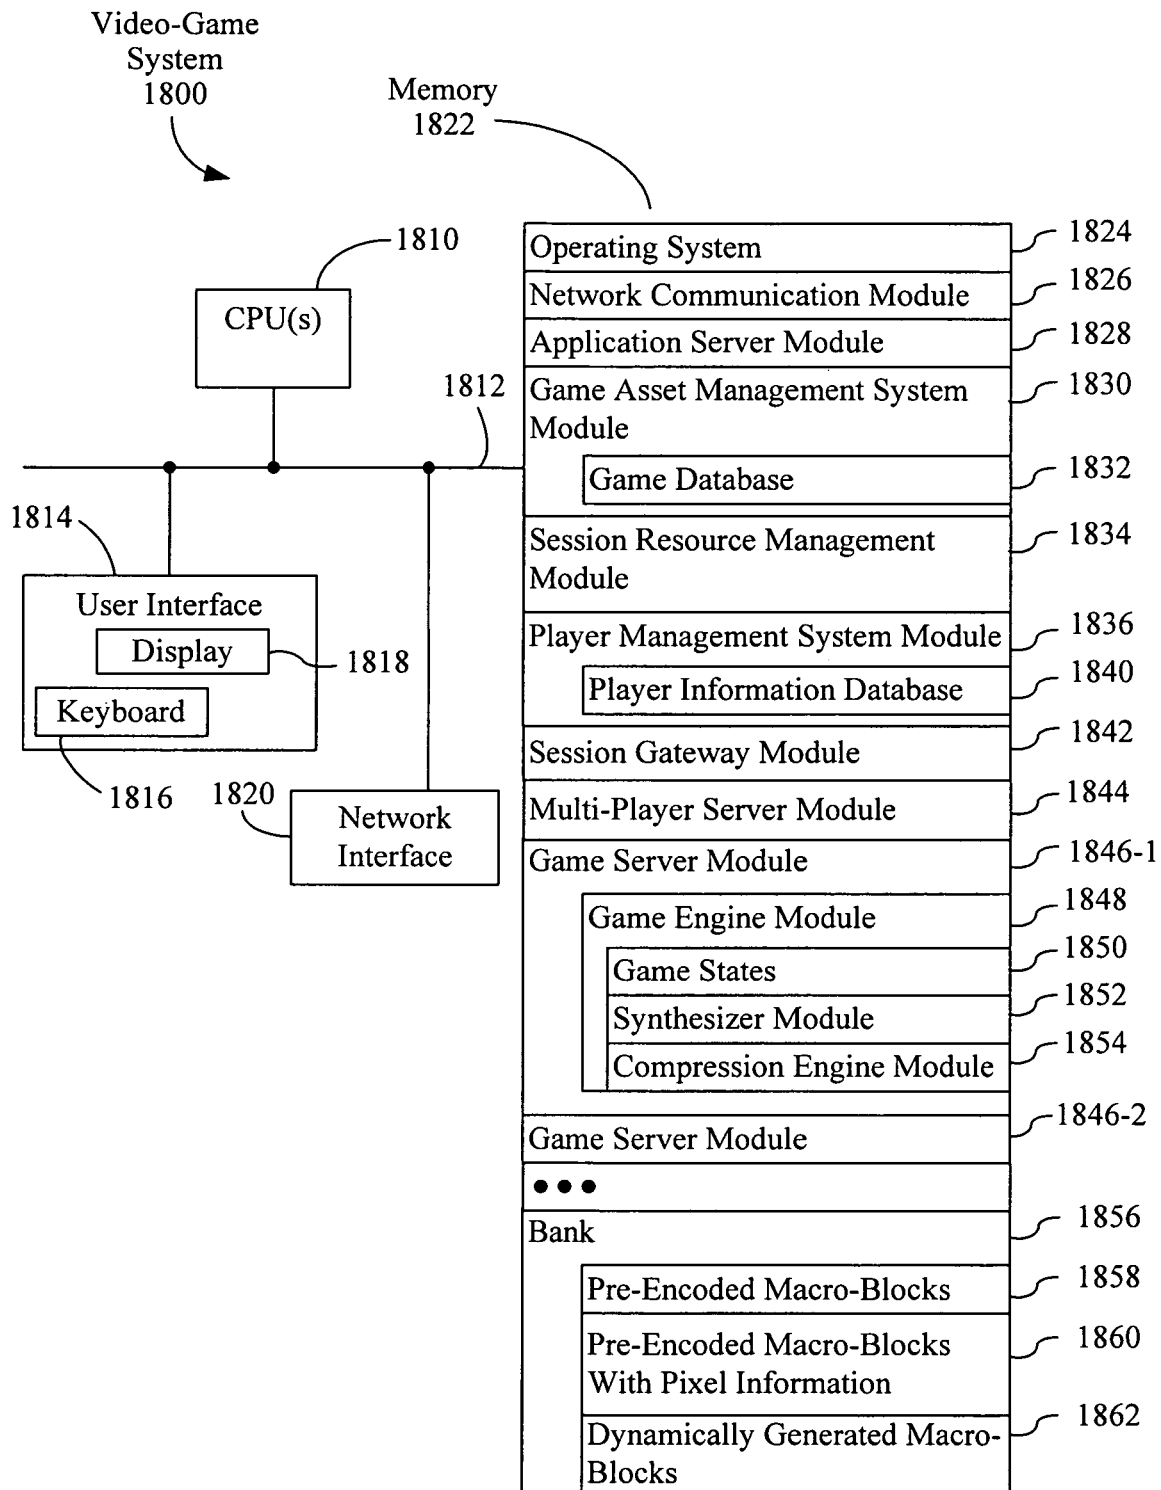 Video-Game
System
1800
Memory
1822
1810
CPU(s)
1812
1814
User Interface
Display
1818
Keyboard
1816
1820
Network
Interface
Operating System
1824
Network Communication Module
1826
Application Server Module
1828
Game Asset Management System
Module
1830
Game Database
1832
Session Resource Management
Module
1834
Player Management System Module
1836
Player Information Database
1840
Session Gateway Module
1842
Multi-Player Server Module
1844
Game Server Module
1846-1
Game Engine Module
1848
Game States
1850
Synthesizer Module
1852
Compression Engine Module
1854
Game Server Module
1846-2
●●●
Bank
1856
Pre-Encoded Macro-Blocks
1858
Pre-Encoded Macro-Blocks
With Pixel Information
1860
Dynamically Generated Macro-
Blocks
1862